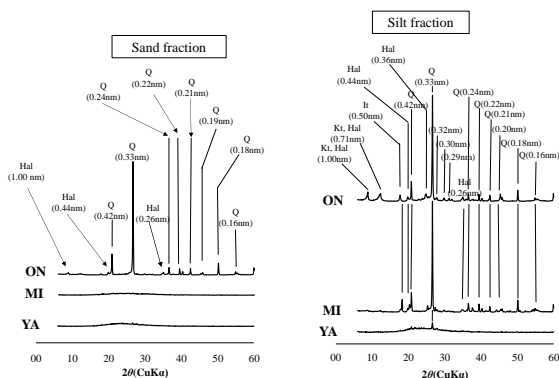 Sand fraction
Q
(0.22nm)
Q
(0.24nm)
Q
(0.21nm)
Q
(0.19nm)
Q
(0.33nm)
Q
(0.18nm)
Hal
(1.00 nm)
Hal
(0.44nm)
Q
(0.42nm)
Hal
(0.26nm)
Q
(0.16nm)
ON
MI
YA
00 10 20 30 40 50 60
2θ(CuKα)
Silt fraction
Hal
(0.36nm)
Hal
(0.44nm)
Q
(0.33nm)
Q
(0.42nm)
Q(0.24nm)
Q(0.22nm)
Q(0.21nm)
(0.20nm)
Q(0.18nm)
Q(0.16nm)
It
(0.50nm)
(0.32nm)
(0.30nm)
(0.29nm)
Kt, Hal
(0.71nm)
Kt, Hal
(1.00nm)
Hal
(0.26nm)
ON
MI
YA
00 10 20 30 40 50 60
2θ(CuKα)